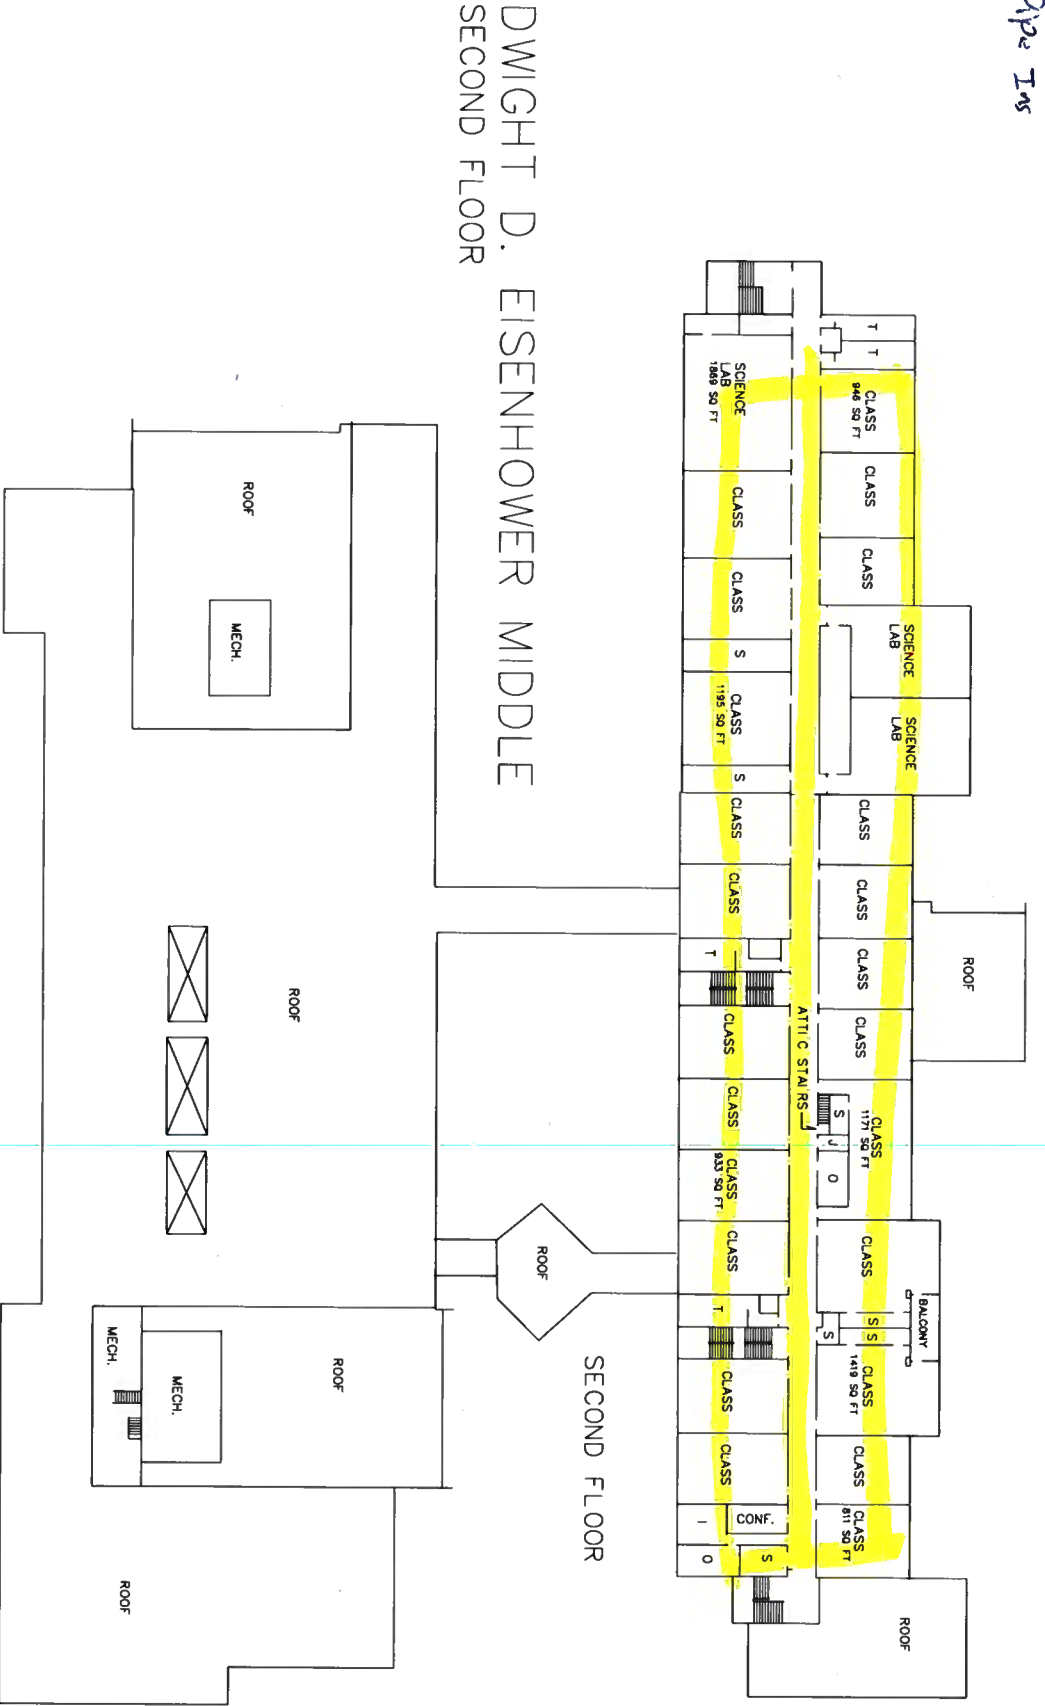 Pipe Ins
DWIGHT D. EISENHOWER MIDDLE
SECOND FLOOR
T
T
CLASS
946 SQ FT
CLASS
CLASS
SCIENCE
LAB
SCIENCE
LAB
CLASS
CLASS
CLASS
CLASS
ROOF
CLASS
1171 SQ FT
S
J
O
CLASS
BALCONY
S
S
S
CLASS
1419 SQ FT
CLASS
CLASS
811 SQ FT
ROOF
ATTIC STAIRS
SCIENCE
LAB
1869 SQ FT
CLASS
CLASS
S
CLASS
1195 SQ FT
S
CLASS
CLASS
T
CLASS
CLASS
CLASS
933 SQ FT
CLASS
T
CLASS
CLASS
CONF.
I
S
O
SECOND FLOOR
ROOF
ROOF
MECH.
ROOF
ROOF
MECH.
MECH.
ROOF